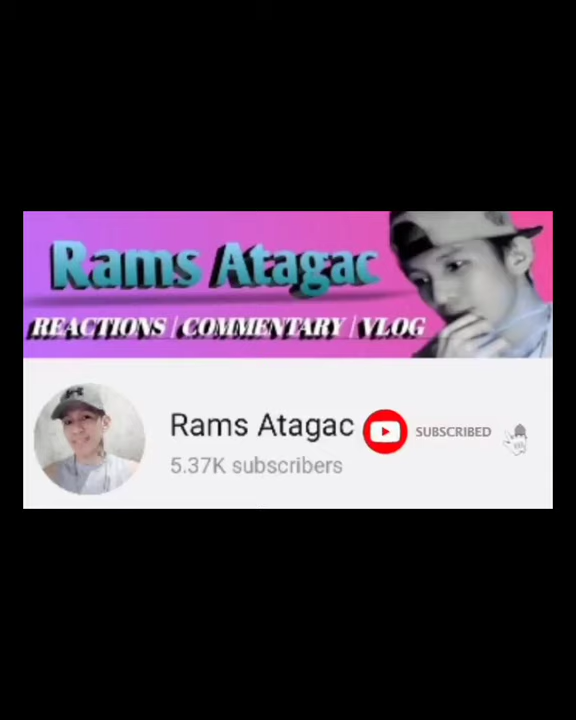 Rams Atagac
REACTIONS | COMMENTARY | VLOG
Rams Atagac
SUBSCRIBED
5.37K subscribers